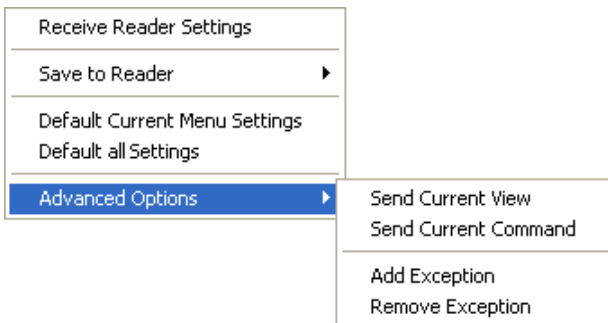 Receive Reader Settings
Save to Reader
Default Current Menu Settings
Default all Settings
Advanced Options
Send Current View
Send Current Command
Add Exception
Remove Exception